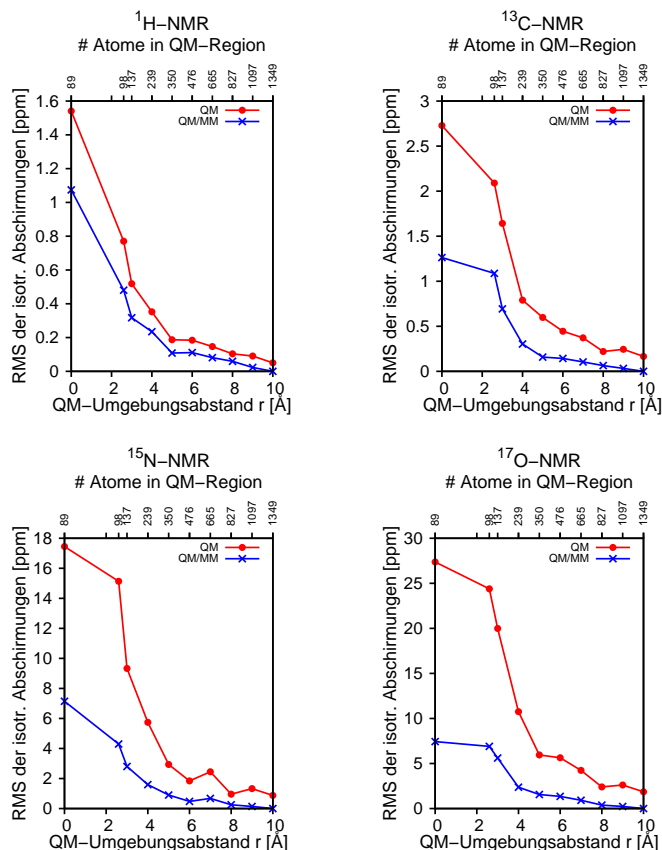 ¹H–NMR
# Atome in QM–Region
89 98 137 239 350 476 665 827 1097 1349
RMS der isotr. Abschirmungen [ppm]
1.6
1.4
1.2
1
0.8
0.6
0.4
0.2
0
QM
QM/MM
0 2 4 6 8 10
QM–Umgebungsabstand r [Å]
¹³C–NMR
# Atome in QM–Region
89 98 137 239 350 476 665 827 1097 1349
RMS der isotr. Abschirmungen [ppm]
3
2.5
2
1.5
1
0.5
0
QM
QM/MM
0 2 4 6 8 10
QM–Umgebungsabstand r [Å]
¹⁵N–NMR
# Atome in QM–Region
89 98 137 239 350 476 665 827 1097 1349
RMS der isotr. Abschirmungen [ppm]
18
16
14
12
10
8
6
4
2
0
QM
QM/MM
0 2 4 6 8 10
QM–Umgebungsabstand r [Å]
¹⁷O–NMR
# Atome in QM–Region
89 98 137 239 350 476 665 827 1097 1349
RMS der isotr. Abschirmungen [ppm]
30
25
20
15
10
5
0
QM
QM/MM
0 2 4 6 8 10
QM–Umgebungsabstand r [Å]